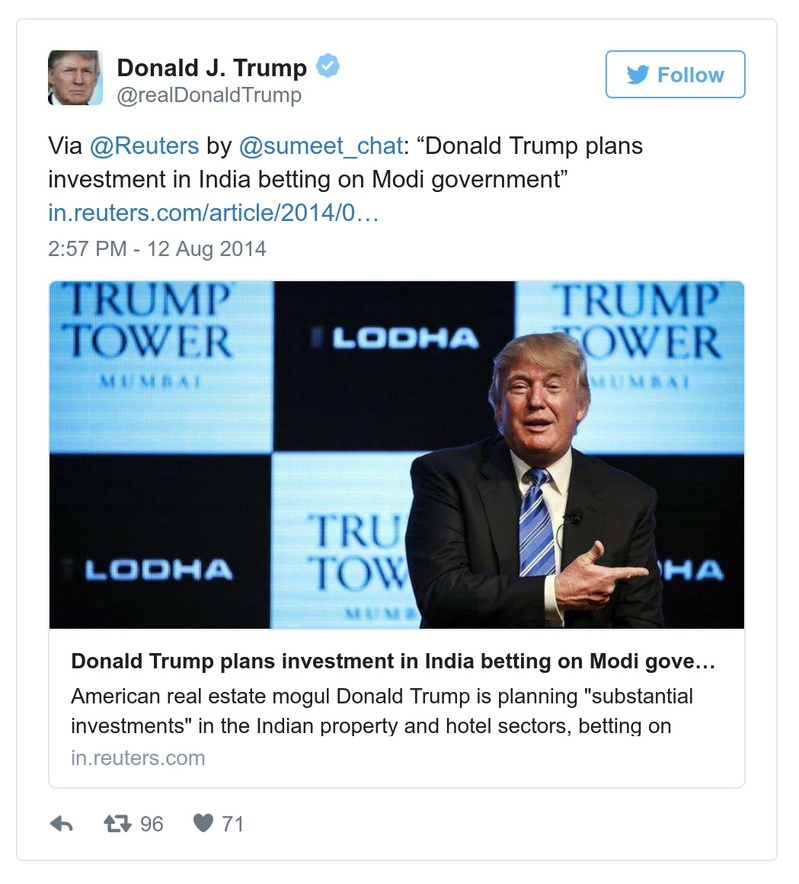 Donald J. Trump
@realDonaldTrump
Follow
Via @Reuters by @sumeet_chat: “Donald Trump plans
investment in India betting on Modi government”
in.reuters.com/article/2014/0…
2:57 PM - 12 Aug 2014
TRUMP
TOWER
MUMBAI
LODHA
TRUMP
TOWER
MUMBAI
LODHA
TRU
TOW
MUMB
HA
Donald Trump plans investment in India betting on Modi gove…
American real estate mogul Donald Trump is planning "substantial
investments" in the Indian property and hotel sectors, betting on
in.reuters.com
96
71